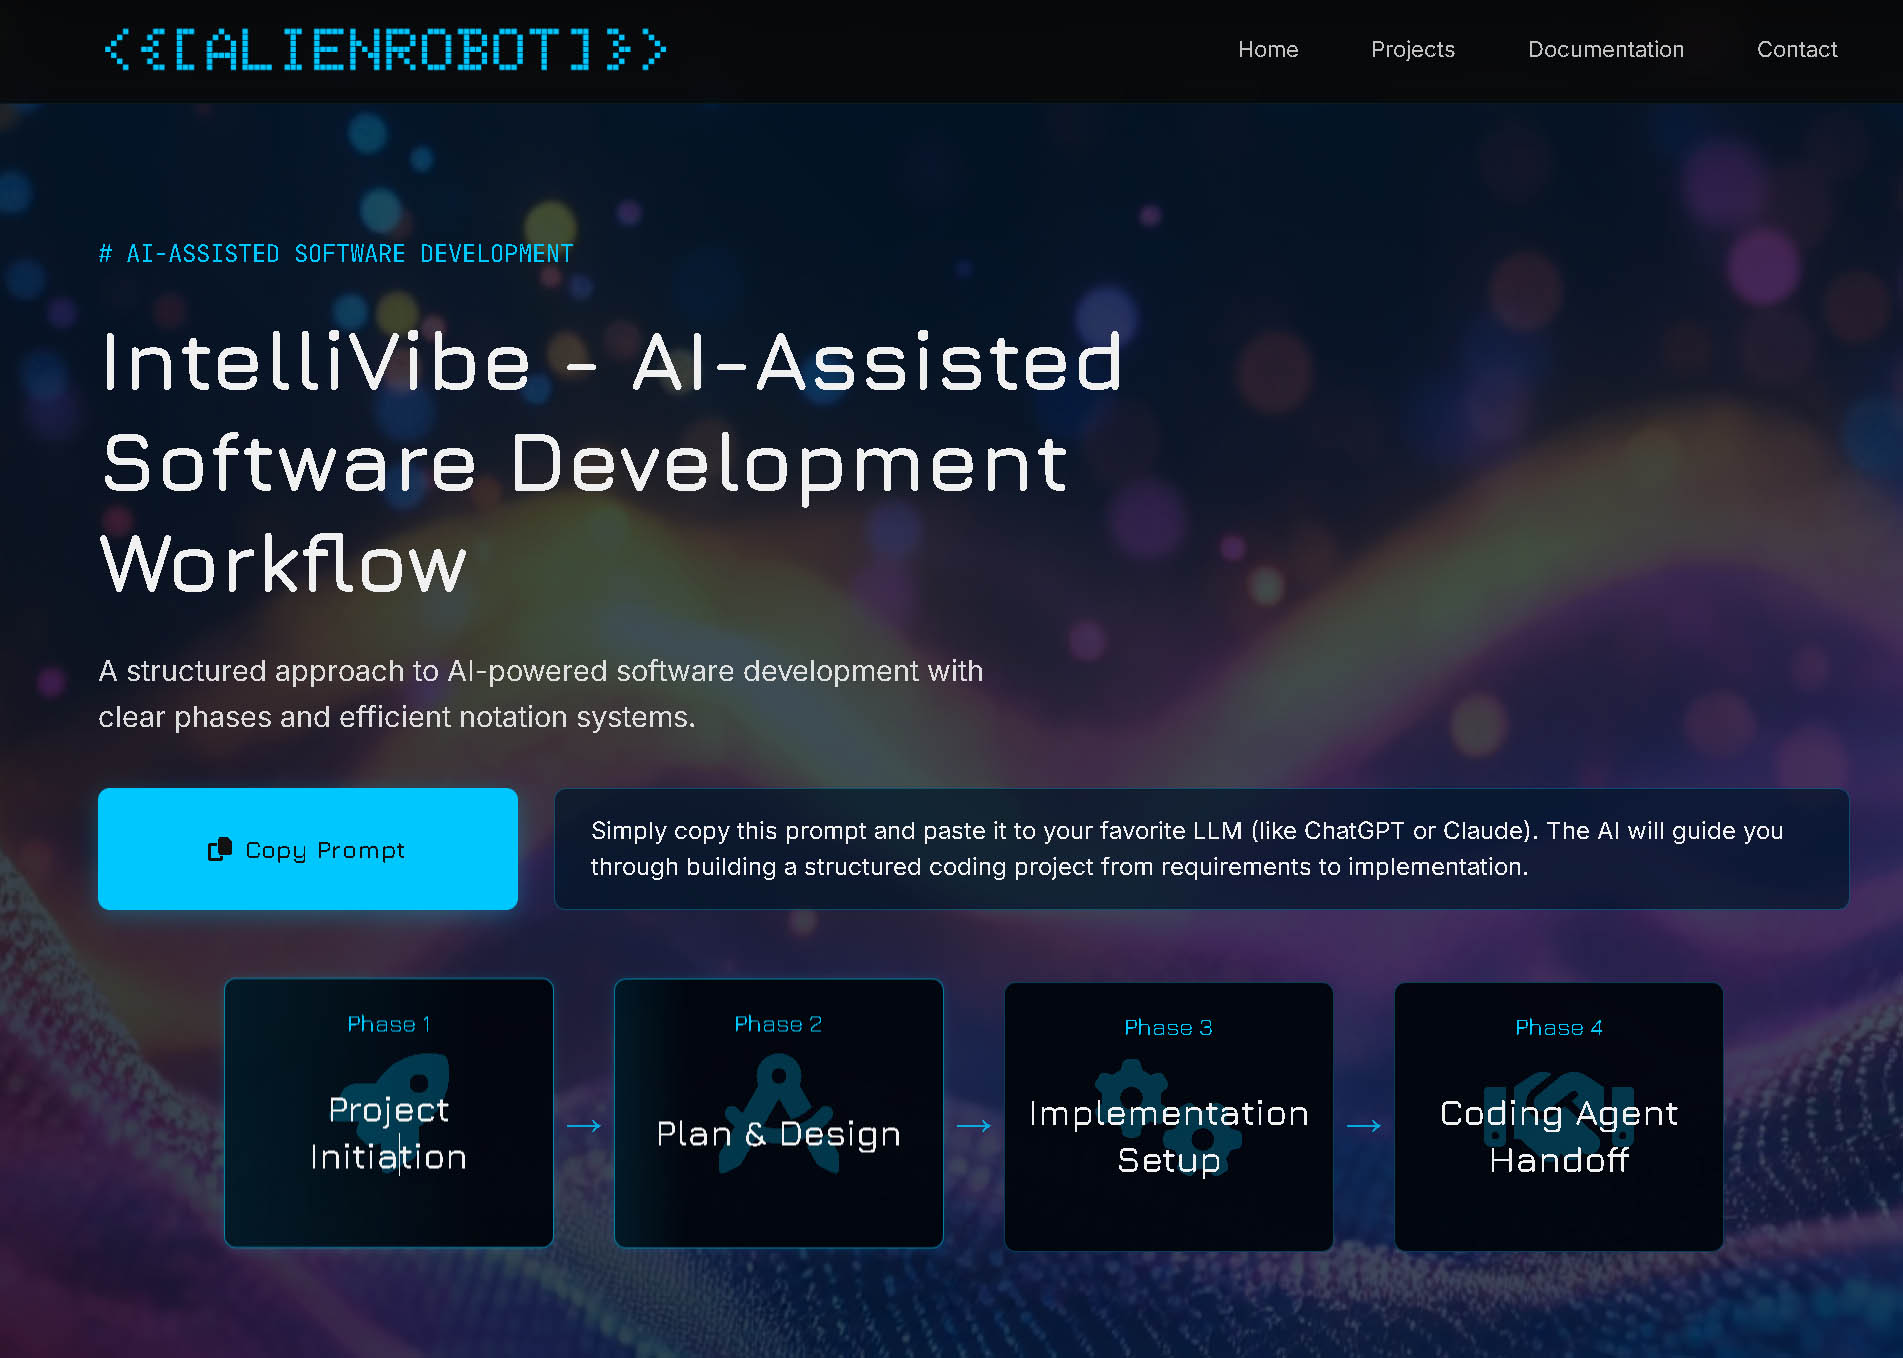 <{[ALIENROBOT]}>
Home
Projects
Documentation
Contact
# AI-ASSISTED SOFTWARE DEVELOPMENT
IntelliVibe - AI-Assisted
Software Development
Workflow
A structured approach to AI-powered software development with
clear phases and efficient notation systems.
Copy Prompt
Simply copy this prompt and paste it to your favorite LLM (like ChatGPT or Claude). The AI will guide you
through building a structured coding project from requirements to implementation.
Phase 1
Project
Initiation
→
Phase 2
Plan & Design
→
Phase 3
Implementation
Setup
→
Phase 4
Coding Agent
Handoff